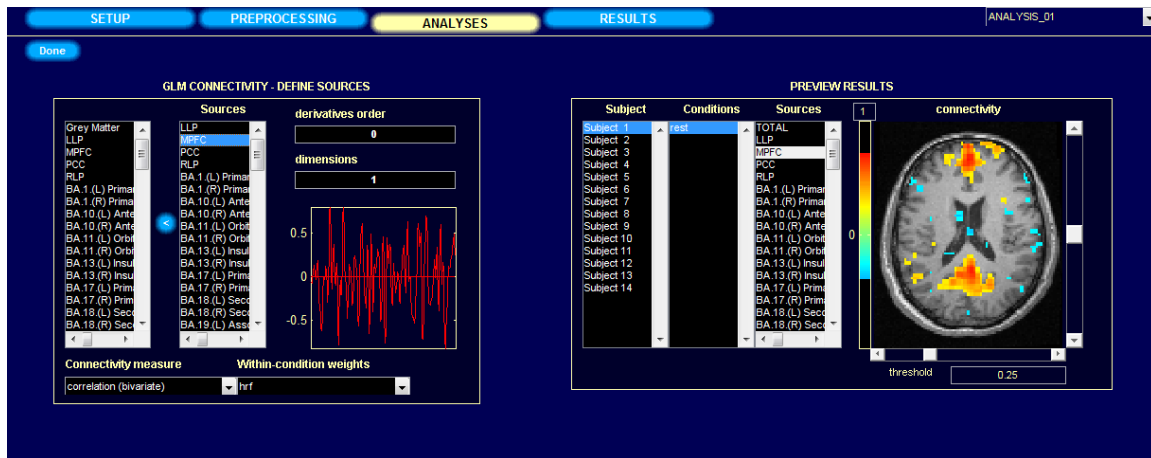 SETUP PREPROCESSING ANALYSES RESULTS ANALYSIS_01
Done
GLM CONNECTIVITY - DEFINE SOURCES
Sources
Grey Matter
LLP
MPFC
PCC
RLP
BA.1.(L) Primar
BA.1.(R) Primar
BA.10.(L) Ante
BA.10.(R) Ante
BA.11.(L) Orbit
BA.11.(R) Orbit
BA.13.(L) Insul
BA.13.(R) Insul
BA.17.(L) Prima
BA.17.(R) Prim
BA.18.(L) Seco
BA.18.(R) Seco
<
LLP
MPFC
PCC
RLP
BA.1.(L) Primar
BA.1.(R) Primar
BA.10.(L) Ante
BA.10.(R) Ante
BA.11.(L) Orbit
BA.11.(R) Orbit
BA.13.(L) Insul
BA.13.(R) Insul
BA.17.(L) Prima
BA.17.(R) Prima
BA.18.(L) Seco
BA.18.(R) Seco
BA.19.(L) Asso
derivatives order
0
dimensions
1
0.5
0
-0.5
Connectivity measure Within-condition weights
correlation (bivariate) hrf
PREVIEW RESULTS
Subject Conditions Sources 1 connectivity
Subject 1
Subject 2
Subject 3
Subject 4
Subject 5
Subject 6
Subject 7
Subject 8
Subject 9
Subject 10
Subject 11
Subject 12
Subject 13
Subject 14
rest
TOTAL
LLP
MPFC
PCC
RLP
BA.1.(L) Primar
BA.1.(R) Primar
BA.10.(L) Ante
BA.10.(R) Ante
BA.11.(L) Orbit
BA.11.(R) Orbit
BA.13.(L) Insul
BA.13.(R) Insul
BA.17.(L) Prima
BA.17.(R) Prima
BA.18.(L) Seco
BA.18.(R) Seco
0
threshold 0.25